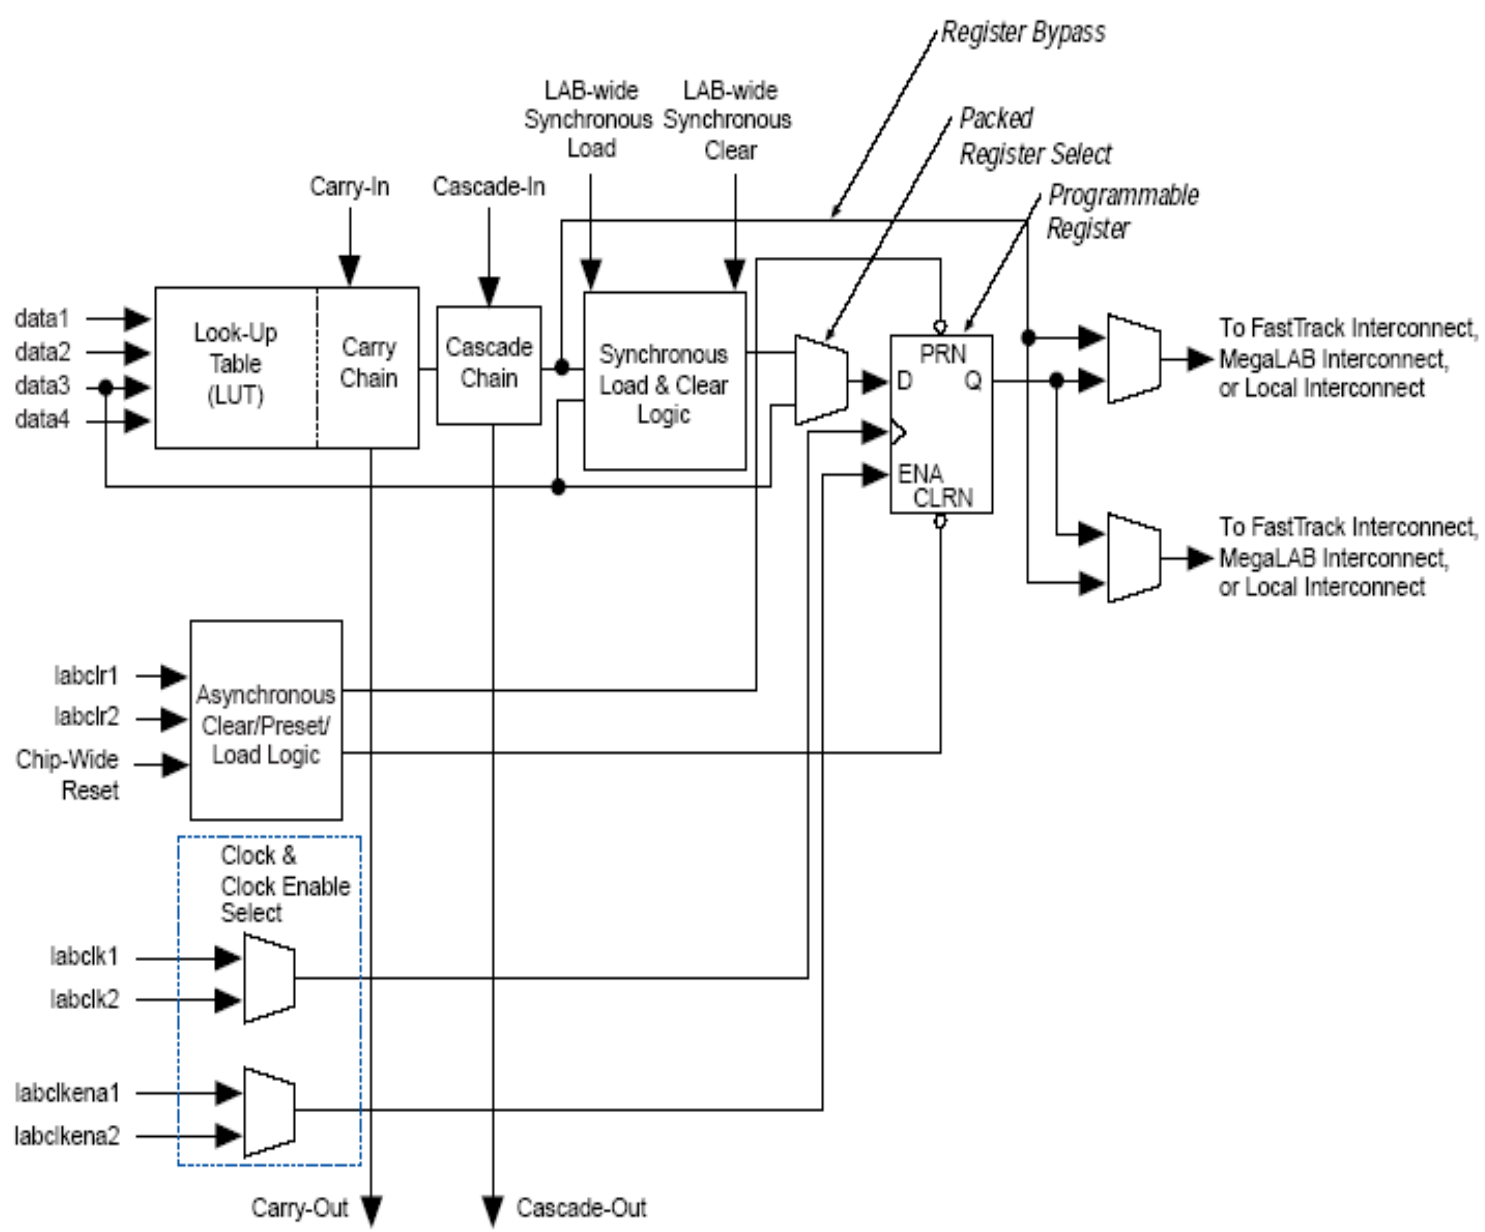 Register Bypass
LAB-wide
Synchronous
Load
LAB-wide
Synchronous
Clear
Packed
Register Select
Programmable
Register
Carry-In
Cascade-In
data1
data2
data3
data4
Look-Up
Table
(LUT)
Carry
Chain
Cascade
Chain
Synchronous
Load & Clear
Logic
PRN
D
Q
ENA
CLRN
To FastTrack Interconnect,
MegaLAB Interconnect,
or Local Interconnect
To FastTrack Interconnect,
MegaLAB Interconnect,
or Local Interconnect
labclr1
labclr2
Chip-Wide
Reset
Asynchronous
Clear/Preset/
Load Logic
Clock &
Clock Enable
Select
labclk1
labclk2
labclkena1
labclkena2
Carry-Out
Cascade-Out